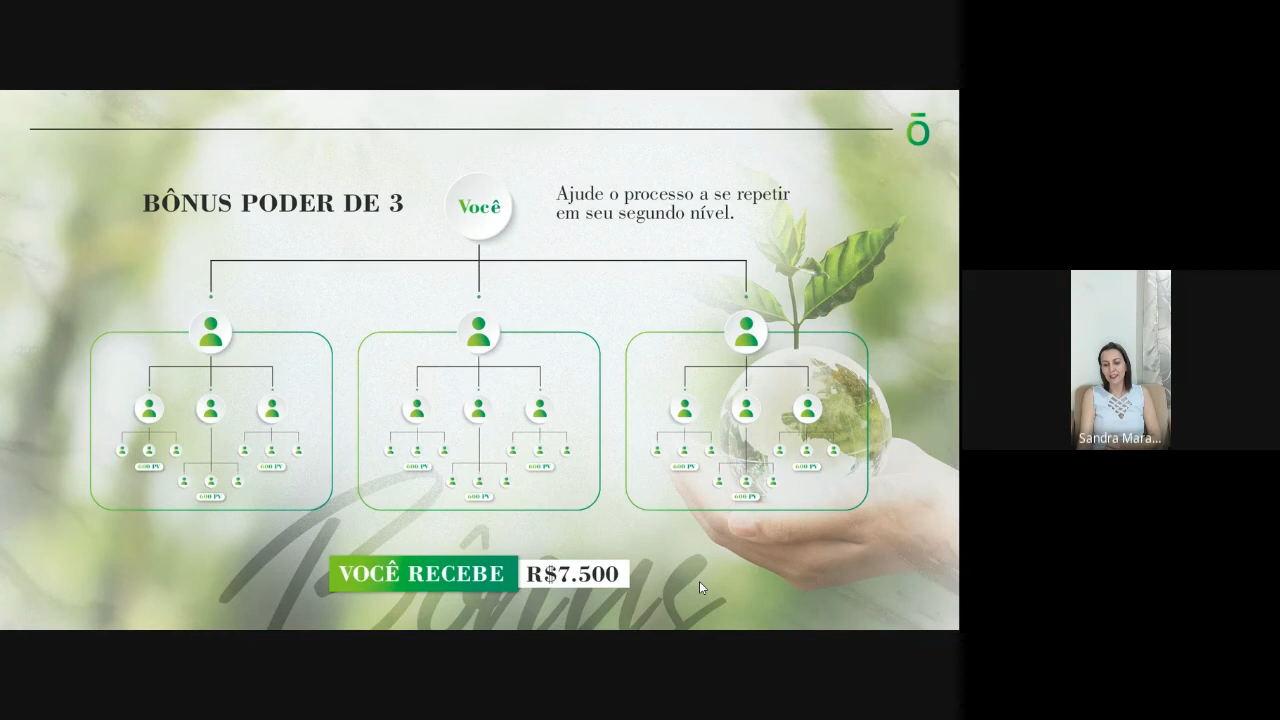 ō
BÔNUS PODER DE 3
Você
Ajude o processo a se repetir
em seu segundo nível.
600 PV
600 PV
600 PV
600 PV
600 PV
600 PV
600 PV
600 PV
600 PV
Bônus
VOCÊ RECEBE R$7.500
Sandra Mara...